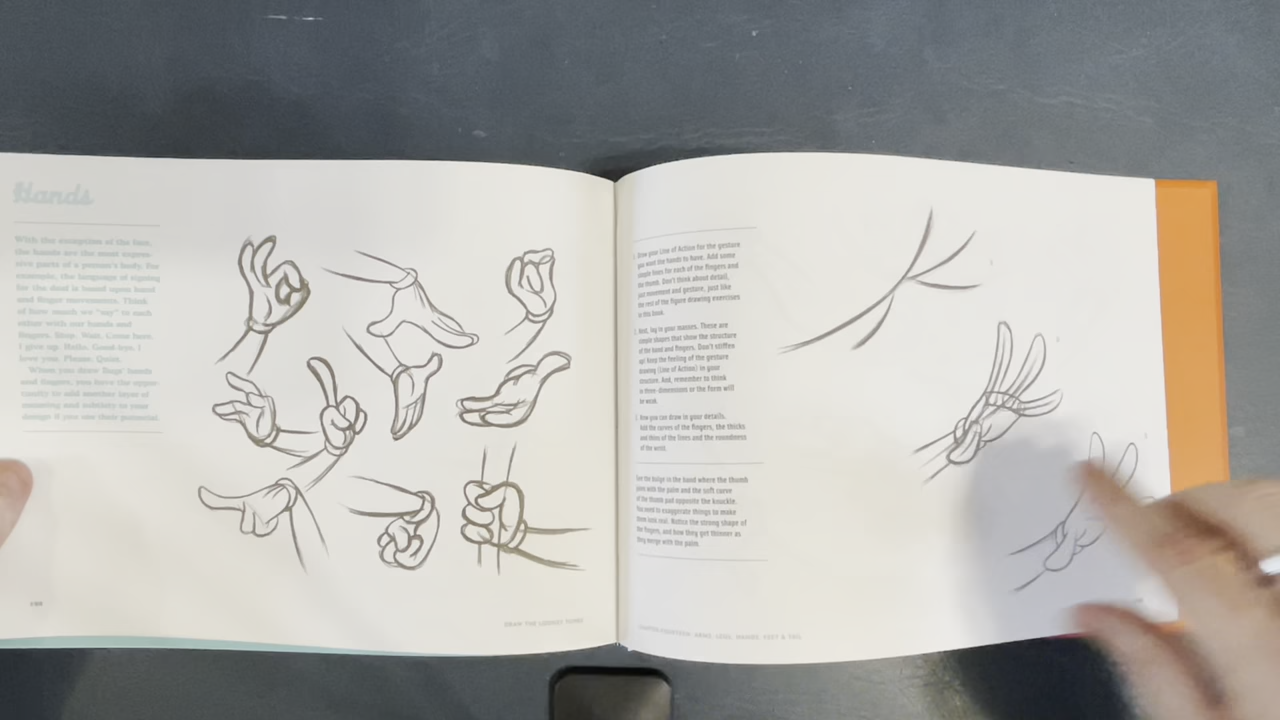 Hands
With the exception of the face,
the hands are the most expres-
sive parts of a person's body. For
example, the language of signing
for the deaf is based upon hand
and finger movements. Think
of how much we "say" to each
other with our hands and
fingers. Stop. Wait. Come here.
I give up. Hello. Good-bye. I
love you. Please. Quiet.
When you draw Bugs' hands
and fingers, you have the oppor-
tunity to add another layer of
meaning and subtlety to your
design if you use their potential.
DRAW THE LOONEY TUNES
Draw your Line of Action for the gesture
you want the hands to have. Add some
simple lines for each of the fingers and
the thumb. Don't think about detail,
just movement and gesture, just like
the rest of the figure drawing exercises
in this book.
Next, lay in your masses. These are
simple shapes that show the structure
of the hand and fingers. Don't stiffen
up! Keep the feeling of the gesture
drawing (Line of Action) in your
structure. And, remember to think
in three-dimensions or the form will
be weak.
Now you can draw in your details.
Add the curves of the fingers, the thicks
and thins of the lines and the roundness
of the wrist.
See the bulge in the hand where the thumb
joins with the palm and the soft curve
of the thumb pad opposite the knuckle.
You need to exaggerate things to make
them look real. Notice the strong shape of
the fingers, and how they get thinner as
they merge with the palm.
CHAPTER FOURTEEN: ARMS, LEGS, HANDS, FEET & TAIL